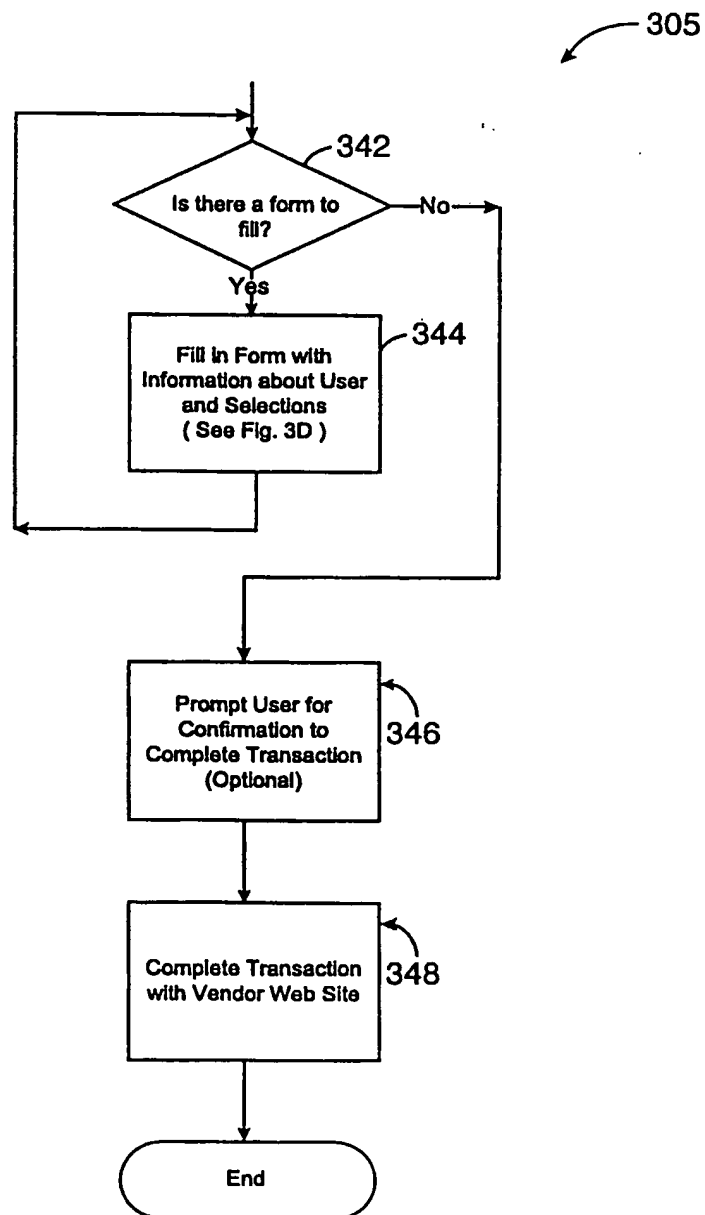 305
342
Is there a form to
fill?
No
Yes
344
Fill in Form with
Information about User
and Selections
( See Fig. 3D )
Prompt User for
Confirmation to
Complete Transaction
(Optional)
346
Complete Transaction
with Vendor Web Site
348
End